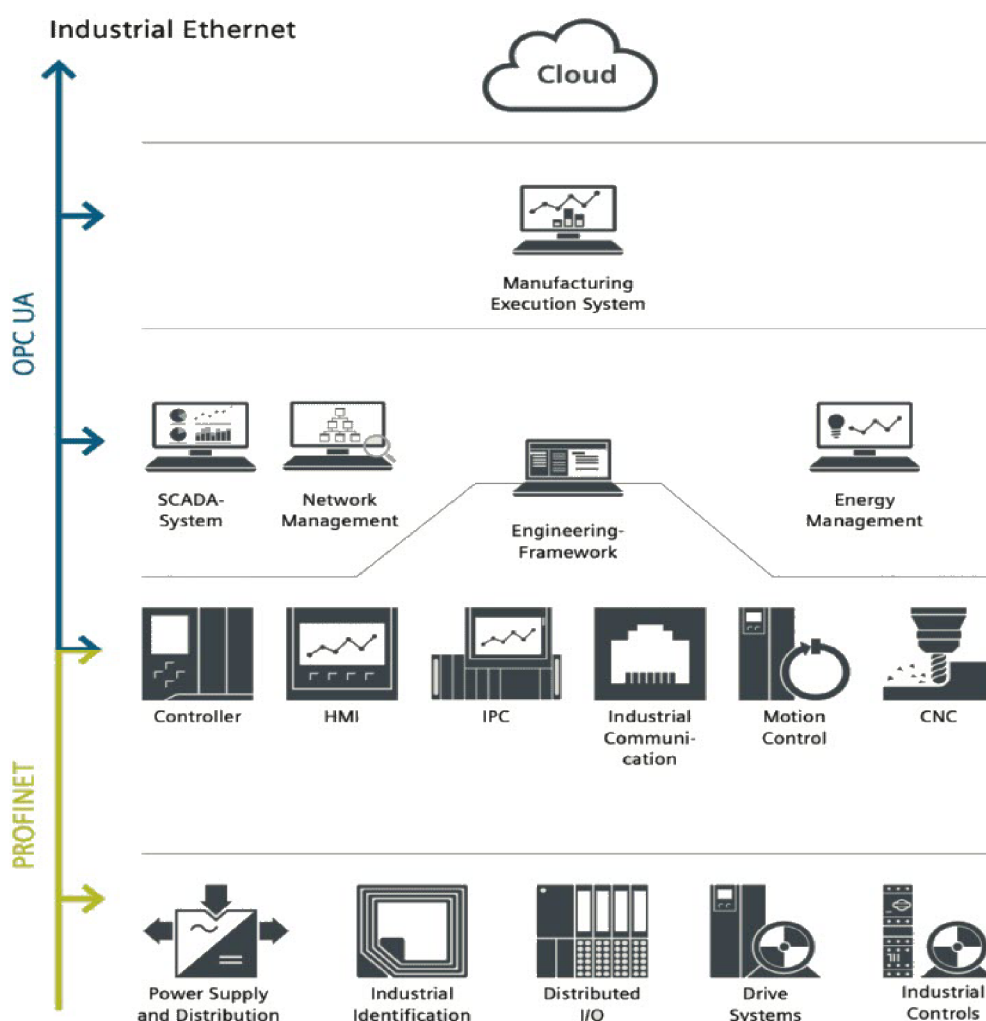 Industrial Ethernet
Cloud
Manufacturing
Execution System
OPC UA
SCADA-
System
Network
Management
Engineering-
Framework
Energy
Management
Controller
HMI
IPC
Industrial
Communi-
cation
Motion
Control
CNC
PROFINET
Power Supply
and Distribution
Industrial
Identification
Distributed
I/O
Drive
Systems
Industrial
Controls